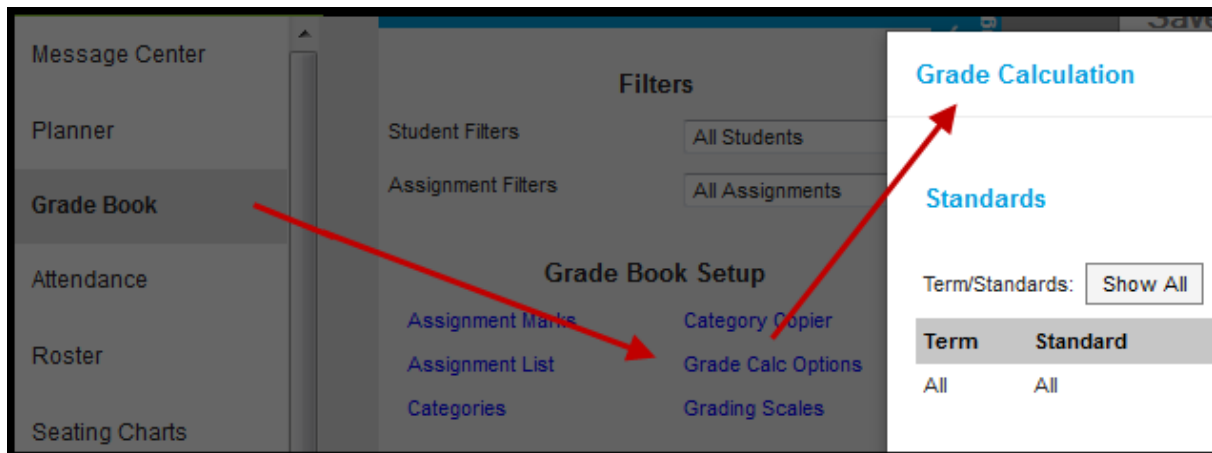 Message Center
Planner
Grade Book
Attendance
Roster
Seating Charts
Filters
Student Filters All Students
Assignment Filters All Assignments
Grade Book Setup
Assignment Marks Category Copier
Assignment List Grade Calc Options
Categories Grading Scales
Save
Grade Calculation
Standards
Term/Standards: Show All
Term Standard
All All